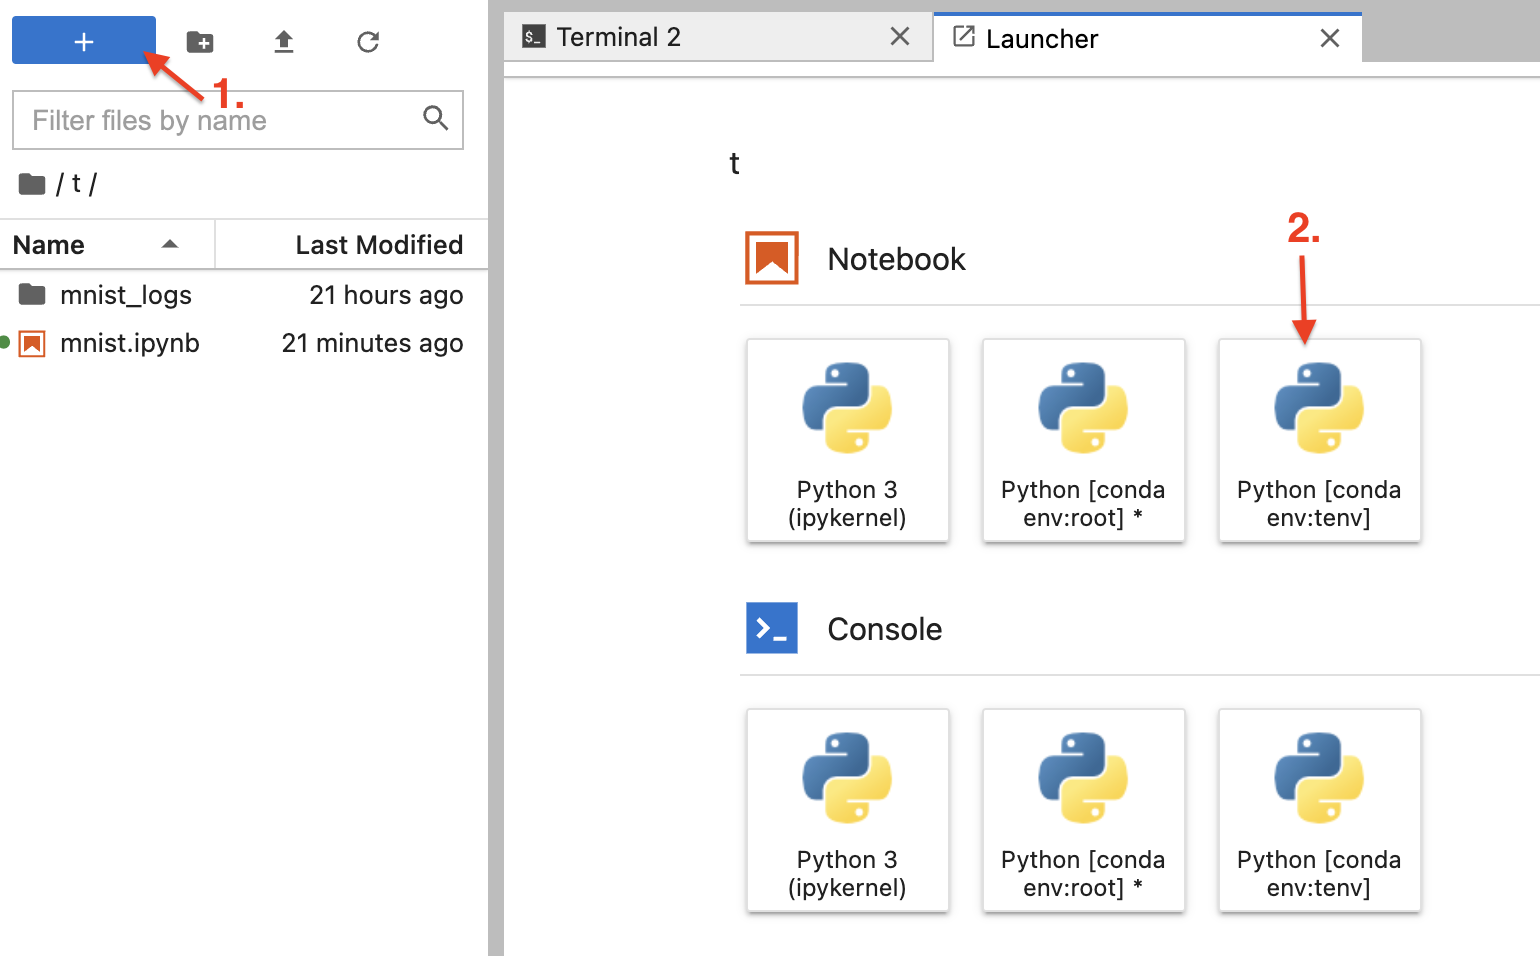 +
1.
Filter files by name
/ t /
Name Last Modified
mnist_logs 21 hours ago
mnist.ipynb 21 minutes ago
$_ Terminal 2
Launcher
t
2.
Notebook
Python 3
(ipykernel)
Python [conda
env:root] *
Python [conda
env:tenv]
Console
Python 3
(ipykernel)
Python [conda
env:root] *
Python [conda
env:tenv]